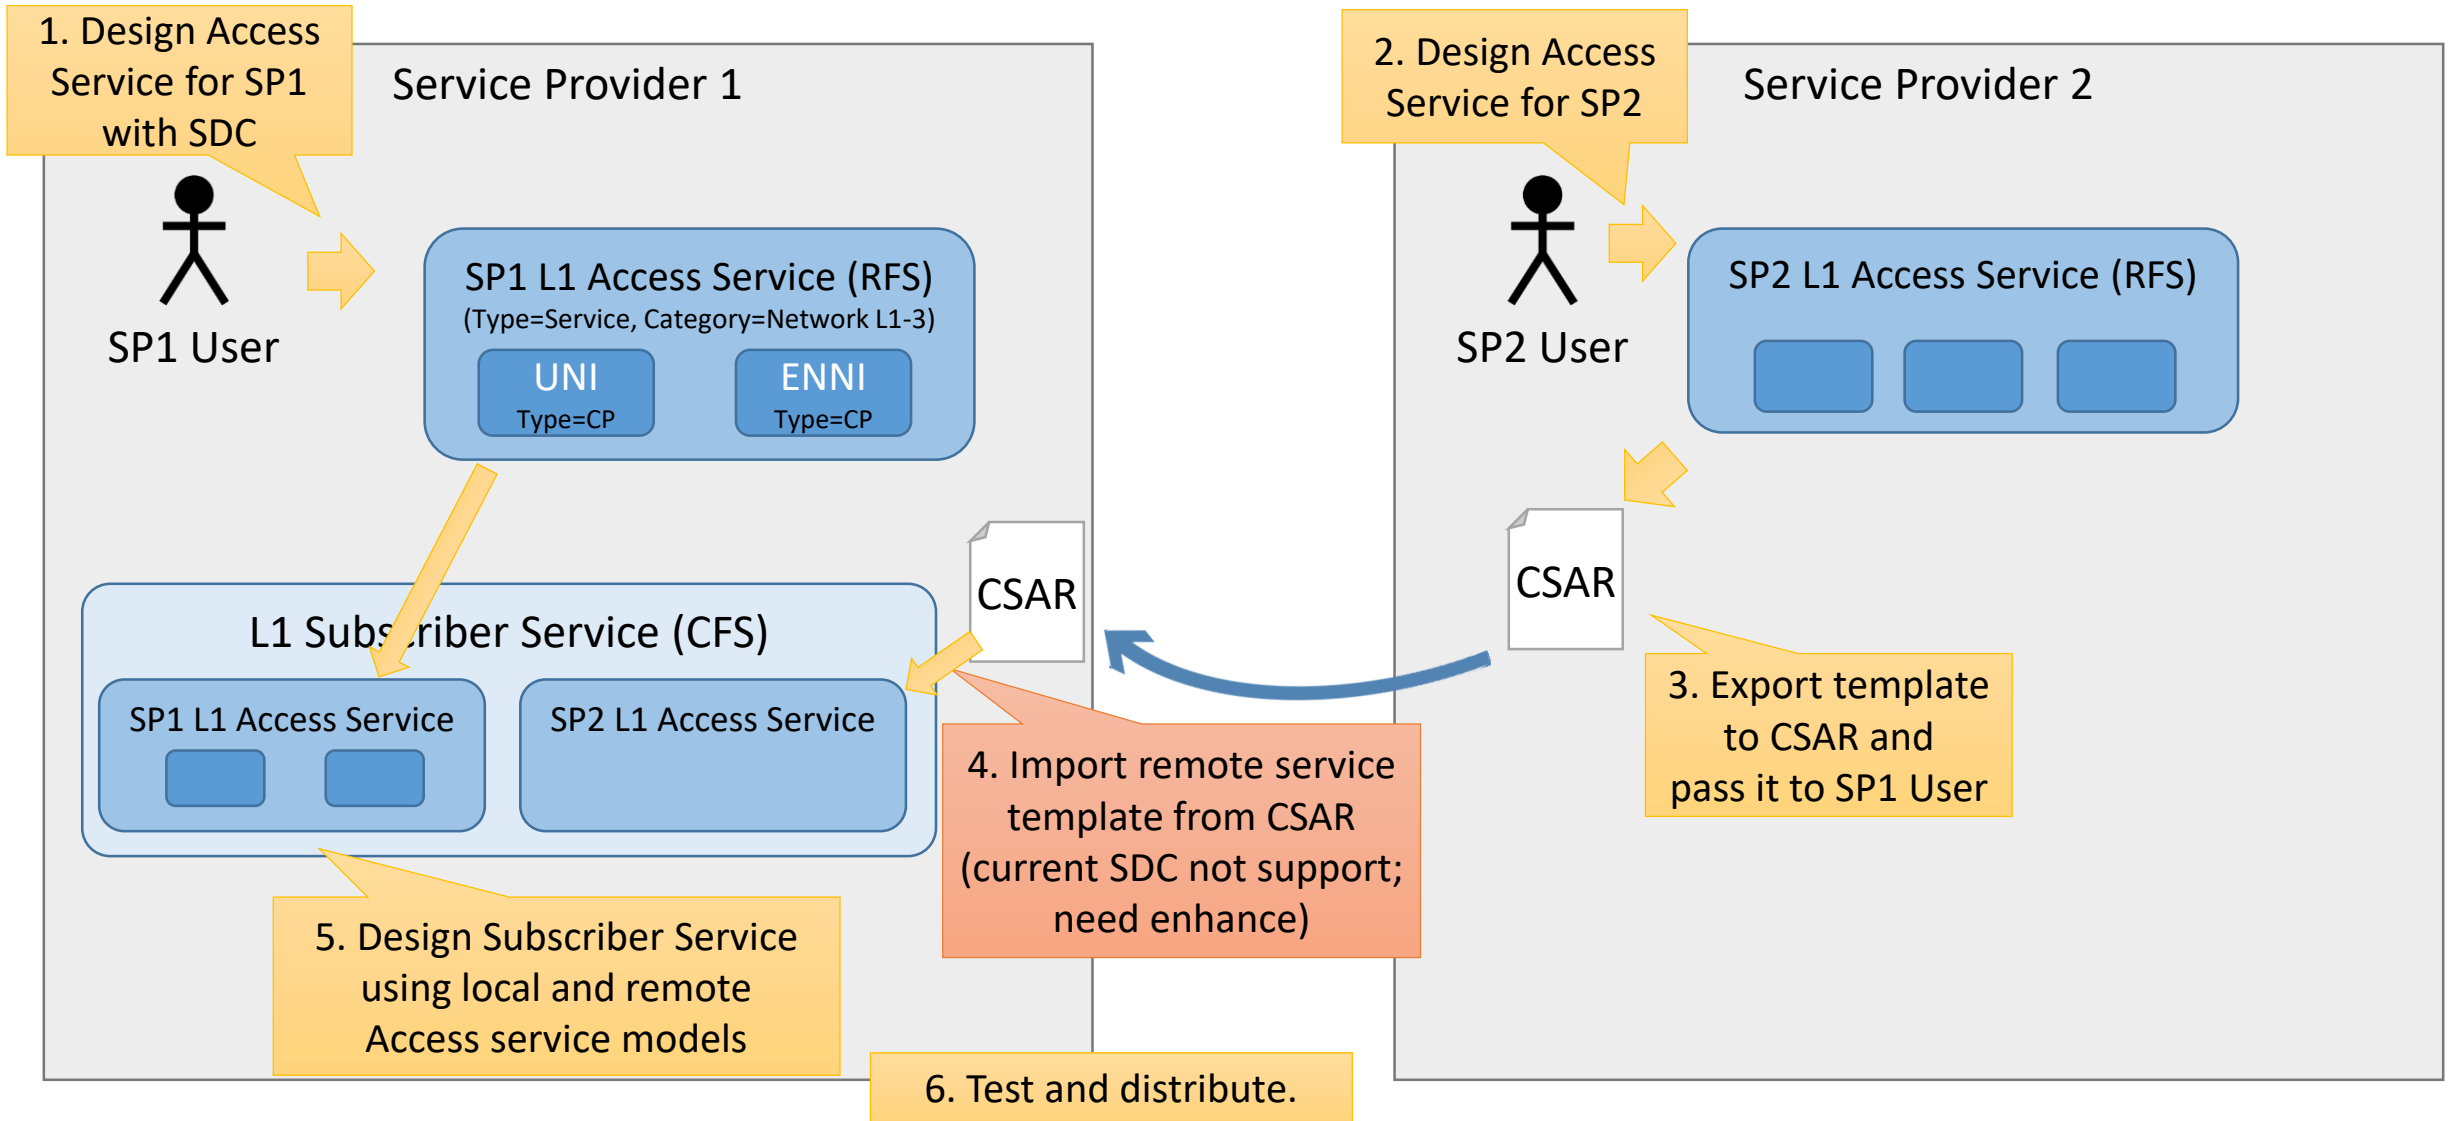 1. Design Access
Service for SP1
with SDC
Service Provider 1
SP1 User
SP1 L1 Access Service (RFS)
(Type=Service, Category=Network L1-3)
UNI
Type=CP
ENNI
Type=CP
2. Design Access
Service for SP2
Service Provider 2
SP2 User
SP2 L1 Access Service (RFS)
CSAR
3. Export template
to CSAR and
pass it to SP1 User
CSAR
4. Import remote service
template from CSAR
(current SDC not support;
need enhance)
L1 Subscriber Service (CFS)
SP1 L1 Access Service
SP2 L1 Access Service
5. Design Subscriber Service
using local and remote
Access service models
6. Test and distribute.